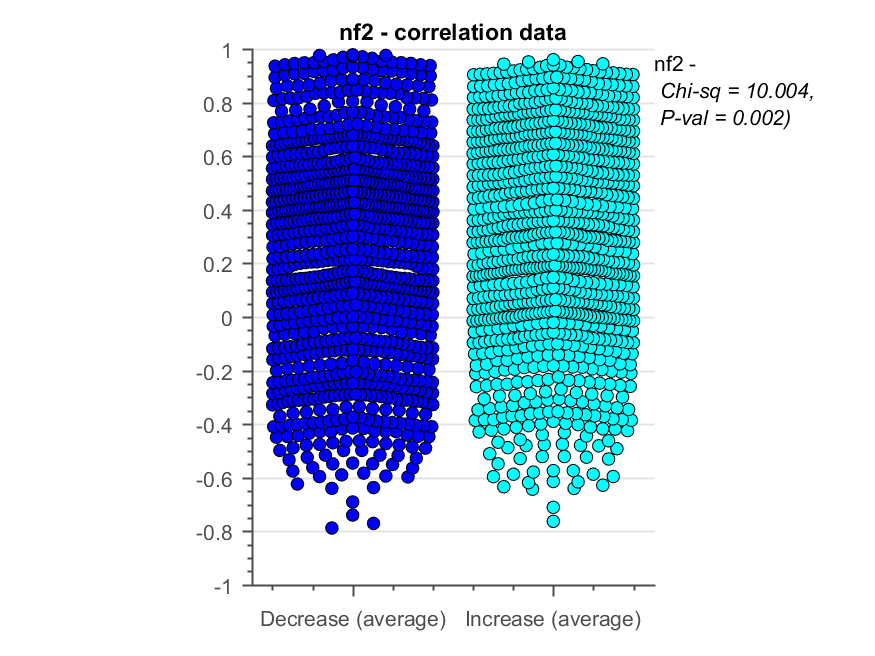 nf2 - correlation data
nf2 -
Chi-sq = 10.004,
P-val = 0.002)
1
0.8
0.6
0.4
0.2
0
-0.2
-0.4
-0.6
-0.8
-1
Decrease (average)
Increase (average)